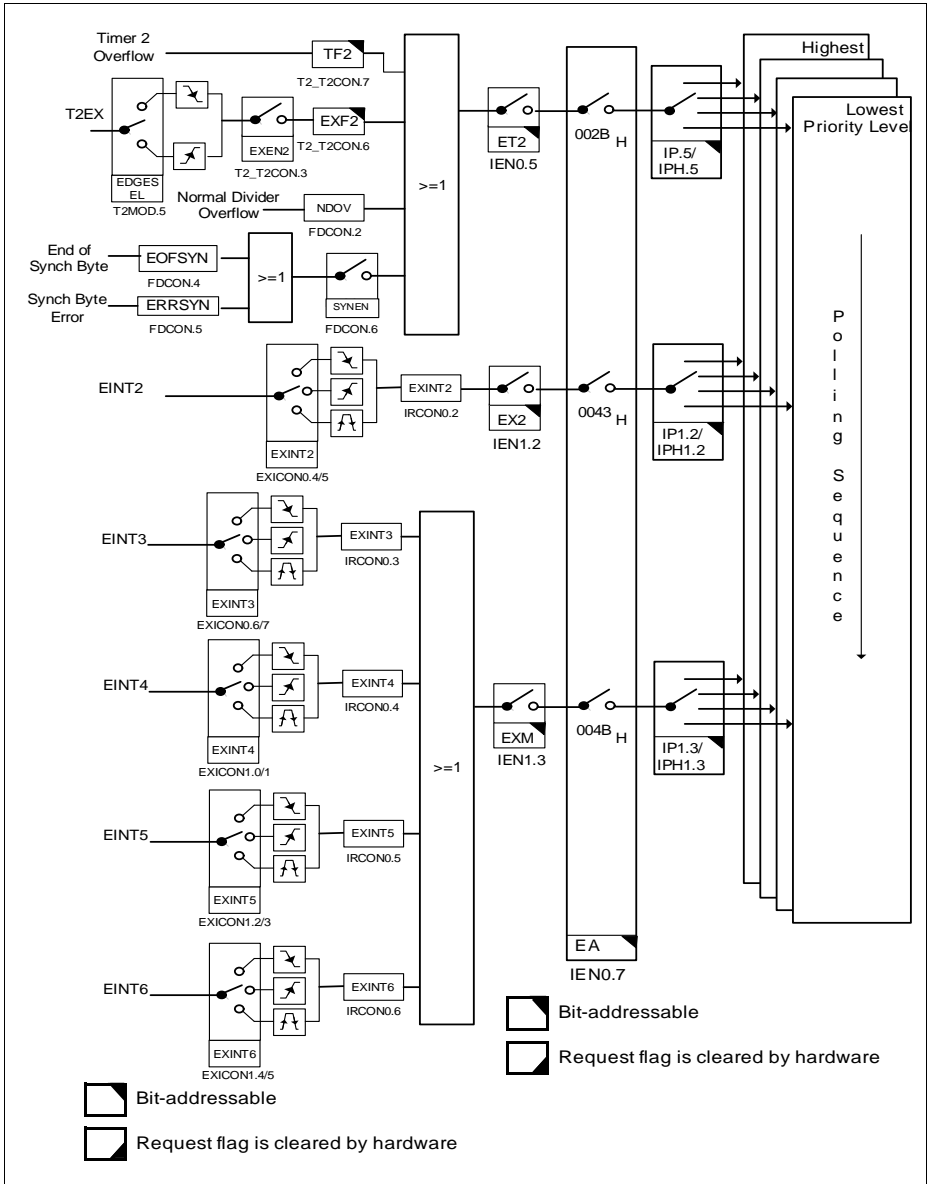 Timer 2
Overflow
TF2
T2_T2CON.7
T2EX
EDGES
EL
T2MOD.5
EXEN2
T2_T2CON.3
EXF2
T2_T2CON.6
Normal Divider
Overflow
NDOV
FDCON.2
End of
Synch Byte
EOFSYN
FDCON.4
Synch Byte
Error
ERRSYN
FDCON.5
>=1
SYNEN
FDCON.6
>=1
ET2
IEN0.5
002B H
IP.5/
IPH.5
Highest
Lowest
Priority Level
Polling Sequence
EINT2
EXINT2
EXICON0.4/5
EXINT2
IRCON0.2
EX2
IEN1.2
0043 H
IP1.2/
IPH1.2
EINT3
EXINT3
EXICON0.6/7
EXINT3
IRCON0.3
EINT4
EXINT4
EXICON1.0/1
EXINT4
IRCON0.4
>=1
EXM
IEN1.3
004B H
IP1.3/
IPH1.3
EINT5
EXINT5
EXICON1.2/3
EXINT5
IRCON0.5
EINT6
EXINT6
EXICON1.4/5
EXINT6
IRCON0.6
EA
IEN0.7
Bit-addressable
Request flag is cleared by hardware
Bit-addressable
Request flag is cleared by hardware